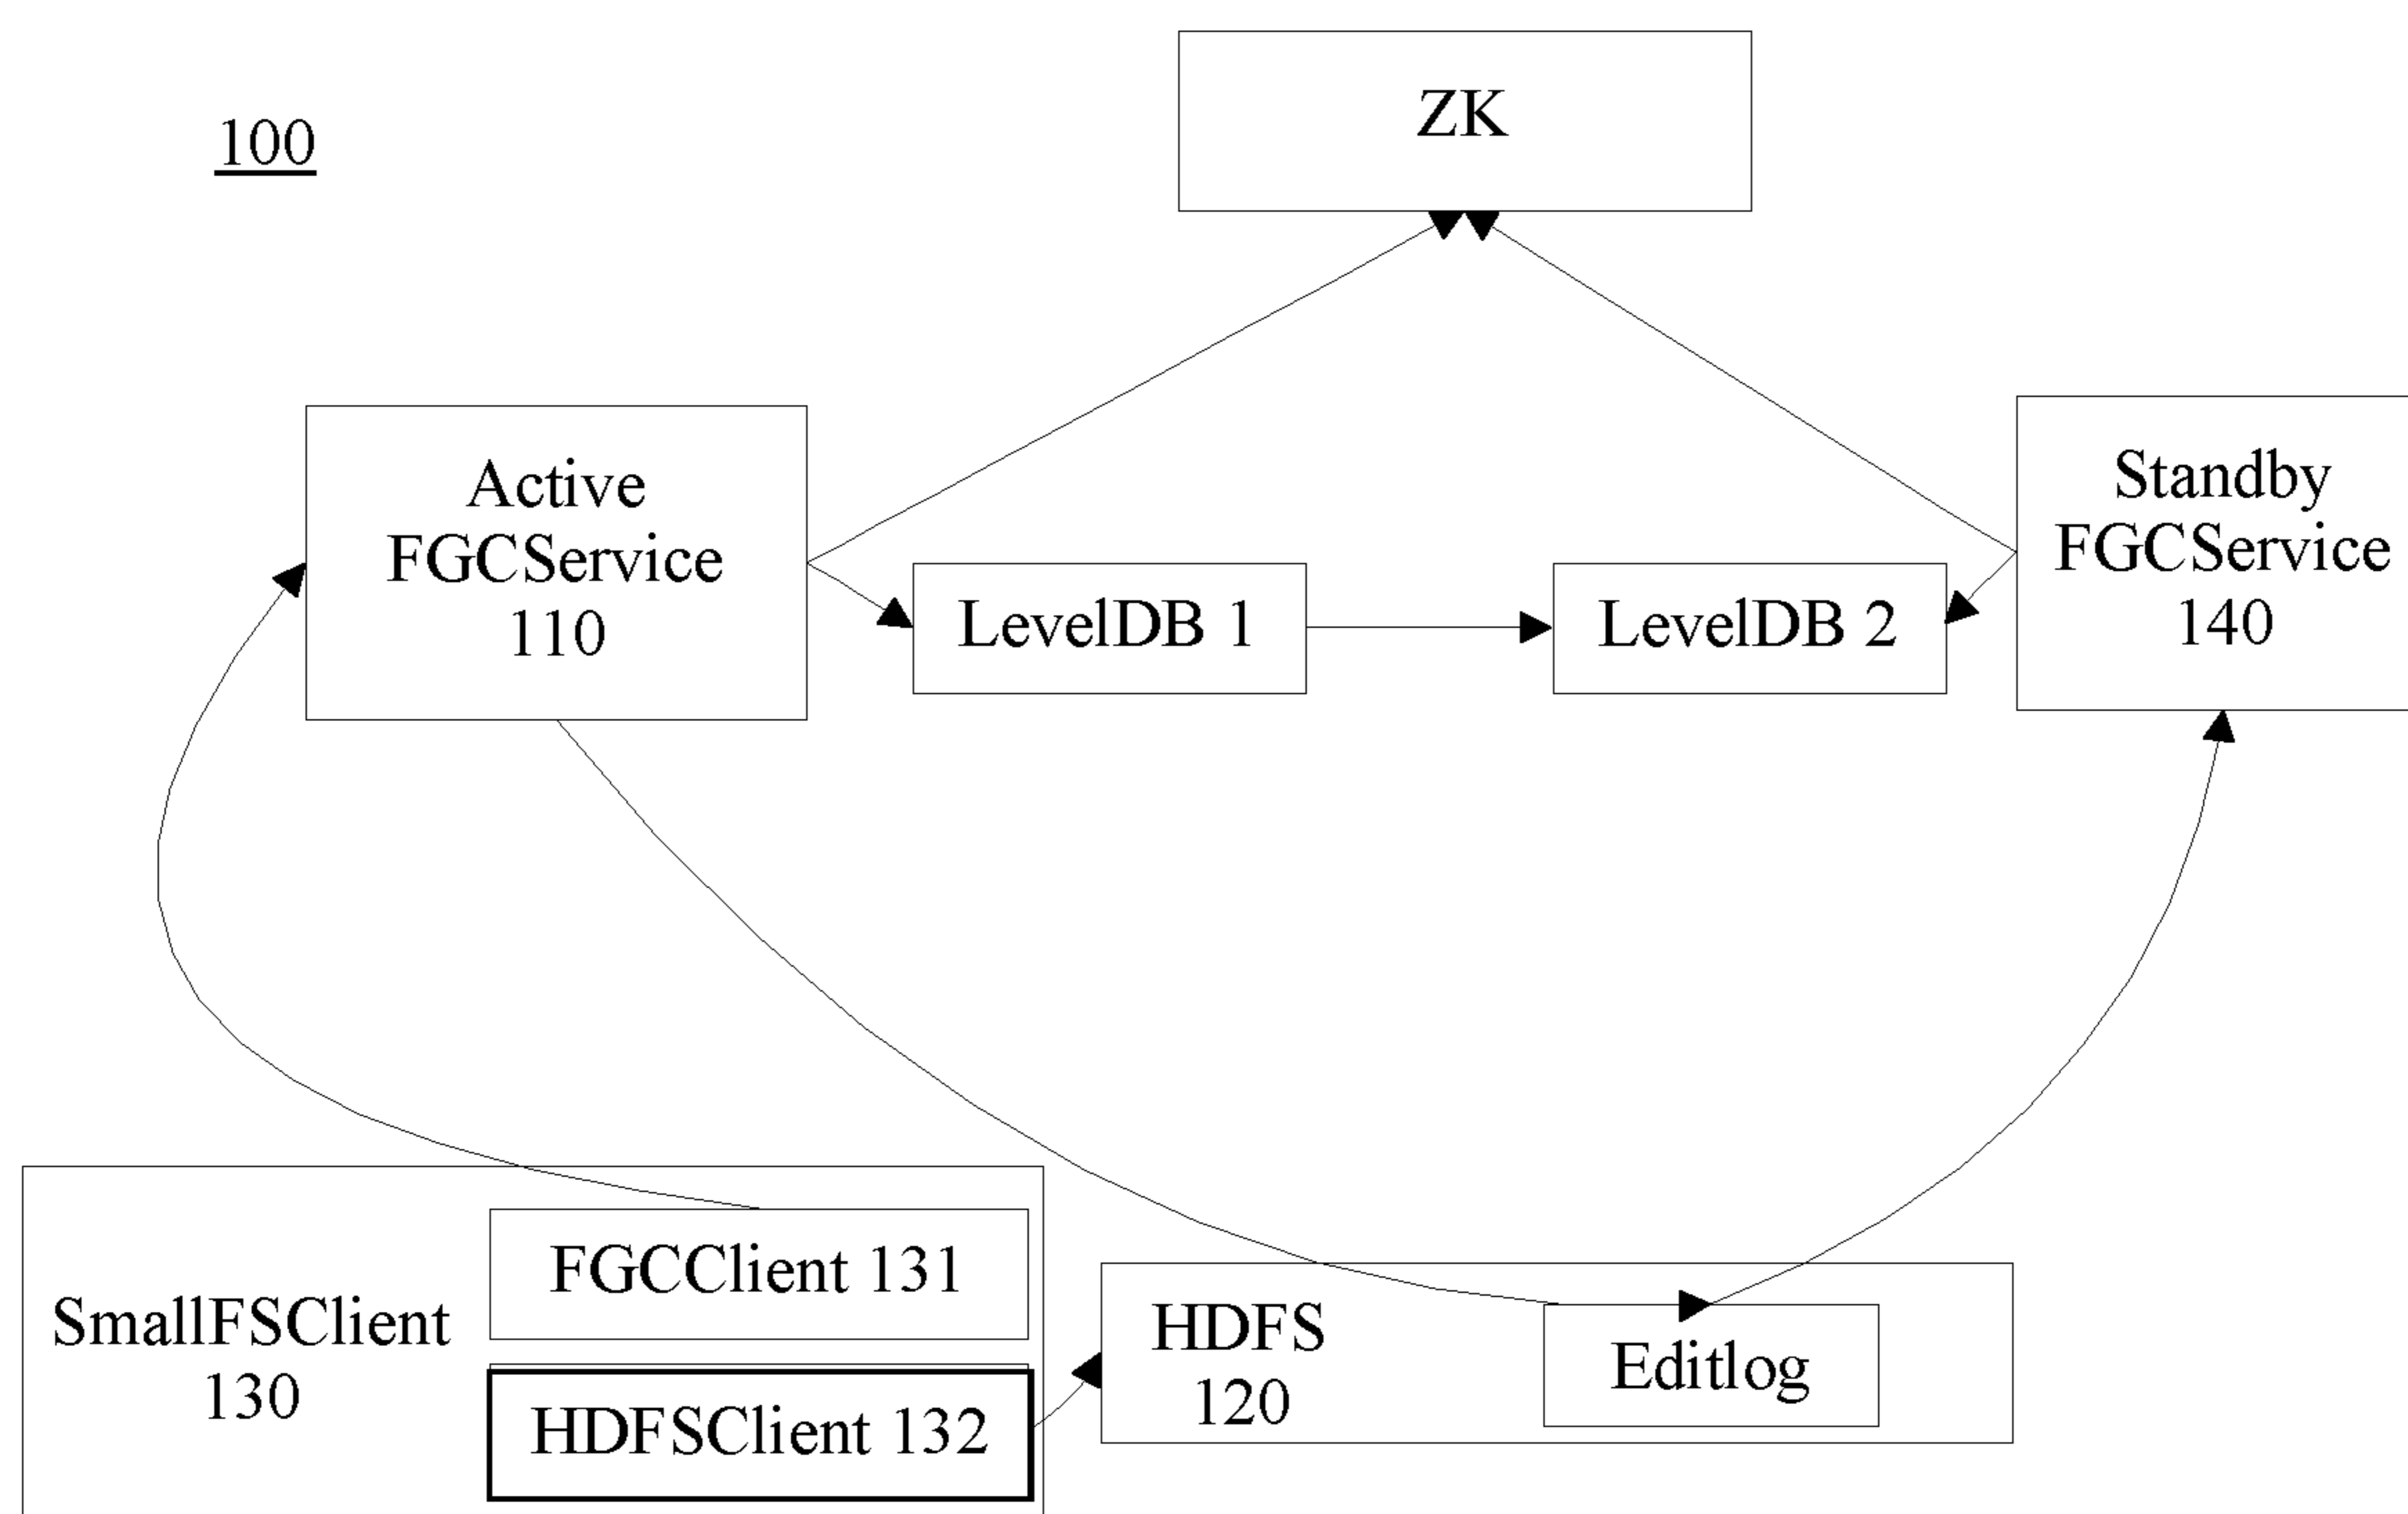 ZK
100
Active
FGCService
110
LevelDB 1
LevelDB 2
Standby
FGCService
140
SmallFSClient
130
FGCClient 131
HDFSClient 132
HDFS
120
Editlog